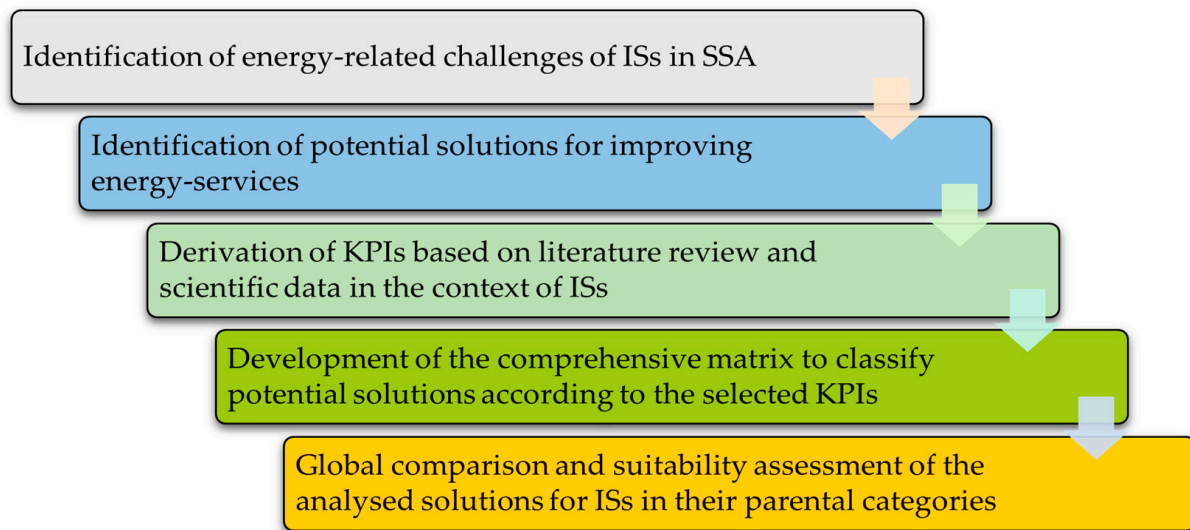 Identification of energy-related challenges of ISs in SSA
Identification of potential solutions for improving
energy-services
Derivation of KPIs based on literature review and
scientific data in the context of ISs
Development of the comprehensive matrix to classify
potential solutions according to the selected KPIs
Global comparison and suitability assessment of the
analysed solutions for ISs in their parental categories